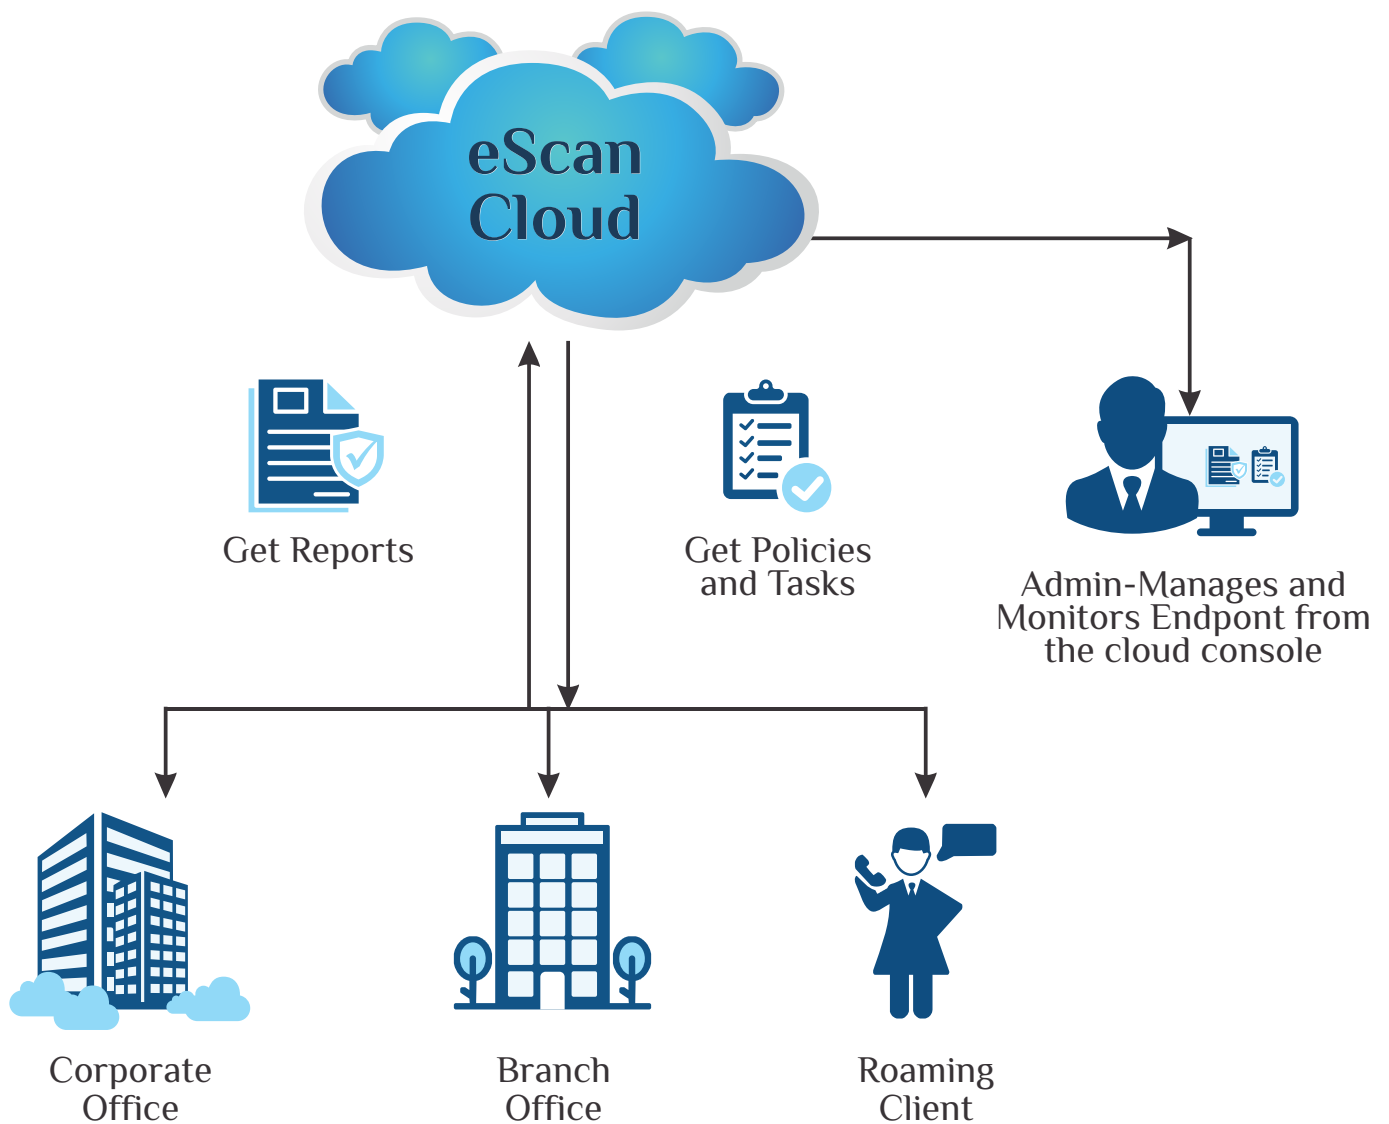 eScan
Cloud
Get Reports
Get Policies
and Tasks
Admin-Manages and
Monitors Endpont from
the cloud console
Corporate
Office
Branch
Office
Roaming
Client